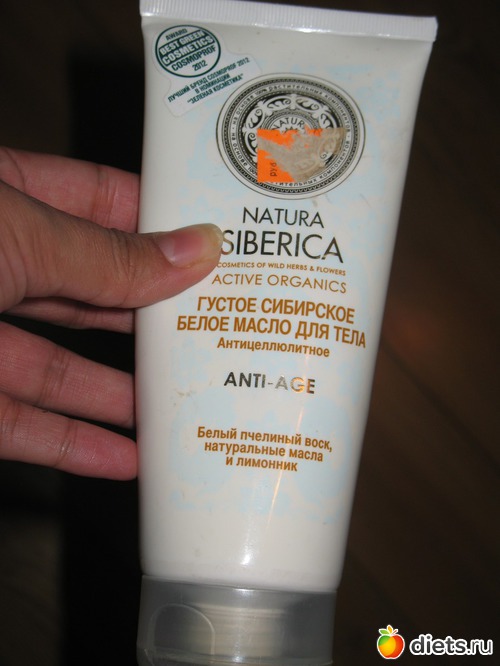 AWARD
BEST GREEN
COSMETICS
COSMOPROF
2012
ЛУЧШИЙ БРЕНД COSMOPROF 2012
В НОМИНАЦИИ
"ЗЕЛЕНАЯ КОСМЕТИКА"
NATURA
NATURA
SIBERICA
COSMETICS OF WILD HERBS & FLOWERS
ACTIVE ORGANICS
ГУСТОЕ СИБИРСКОЕ
БЕЛОЕ МАСЛО ДЛЯ ТЕЛА
Антицеллюлитное
ANTI-AGE
Белый пчелиный воск,
натуральные масла
и лимонник
diets.ru